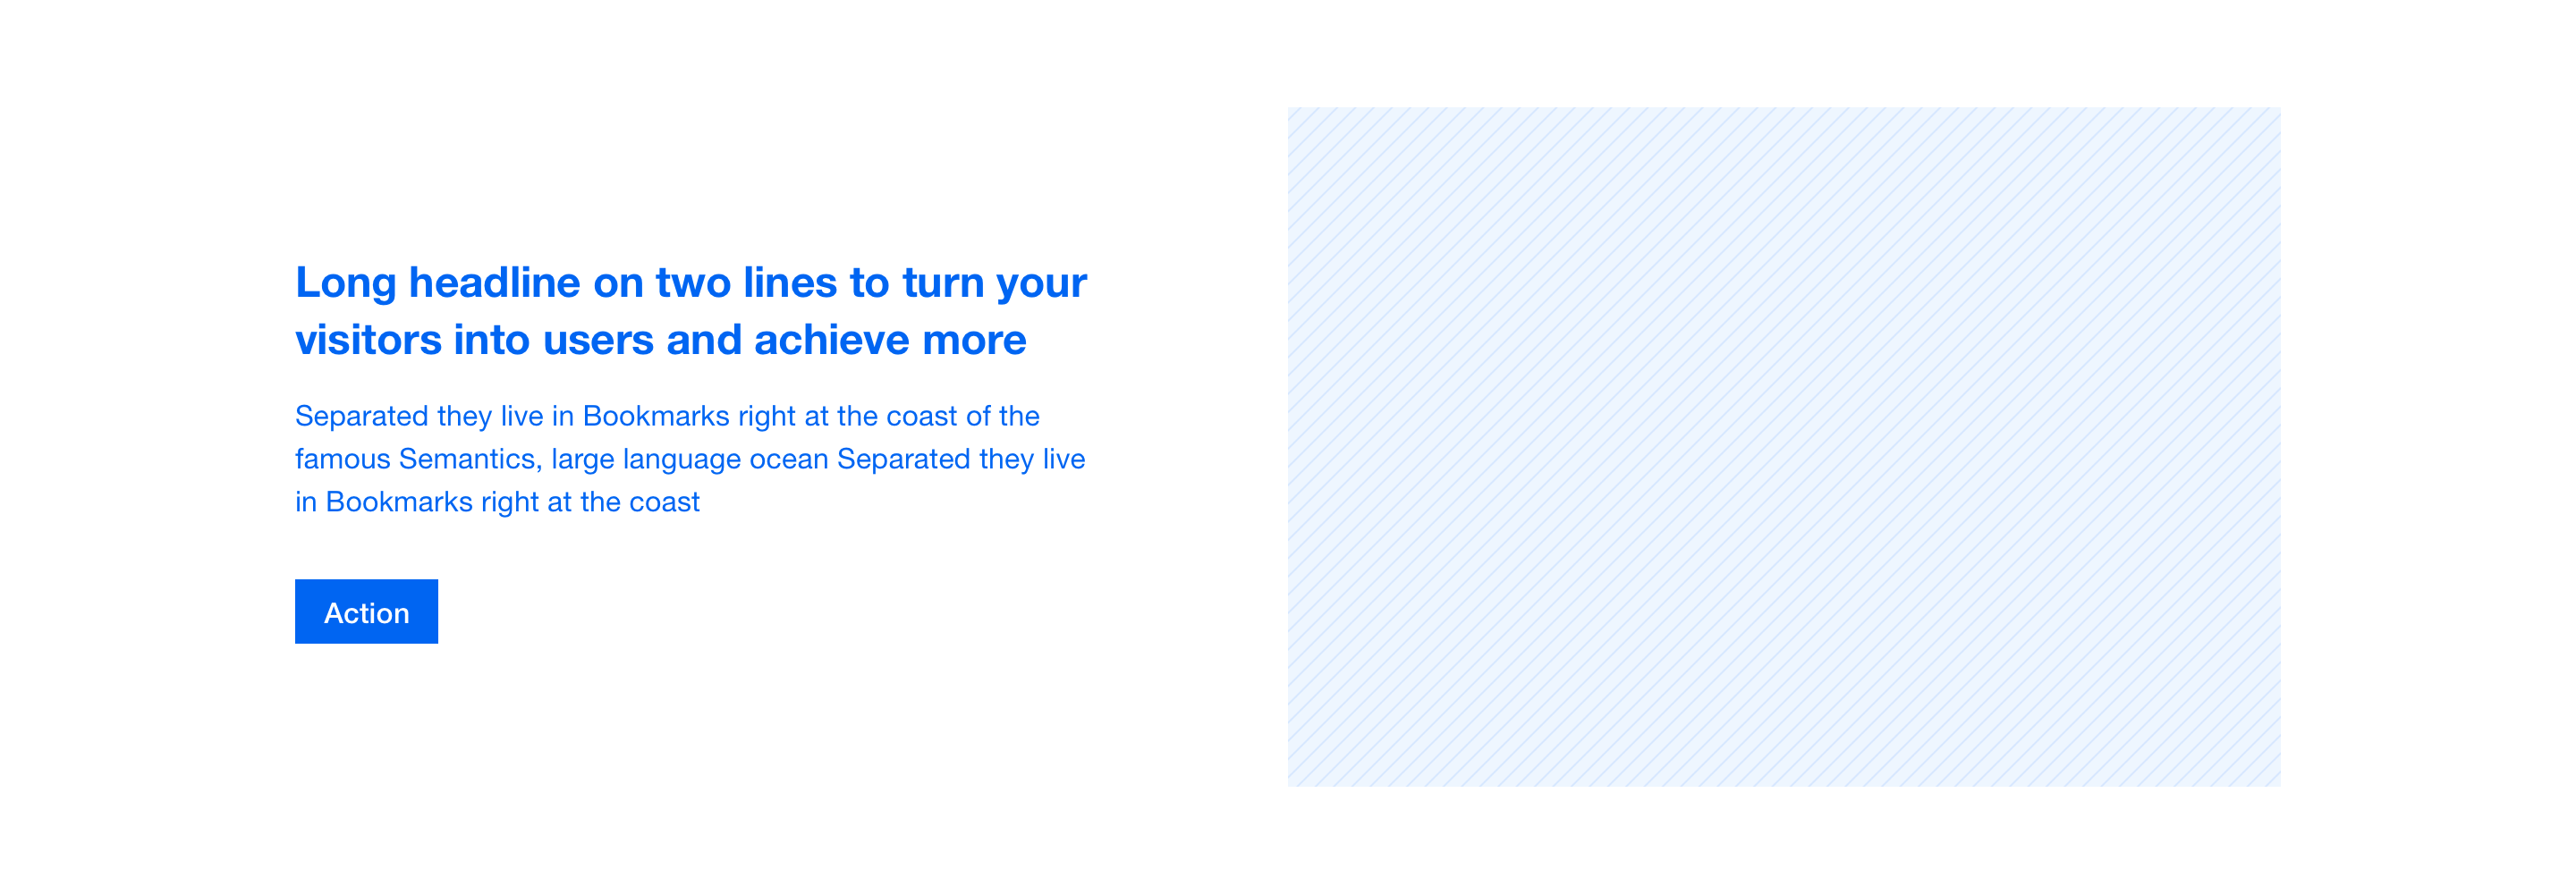 Long headline on two lines to turn your
visitors into users and achieve more
Separated they live in Bookmarks right at the coast of the
famous Semantics, large language ocean Separated they live
in Bookmarks right at the coast
Action